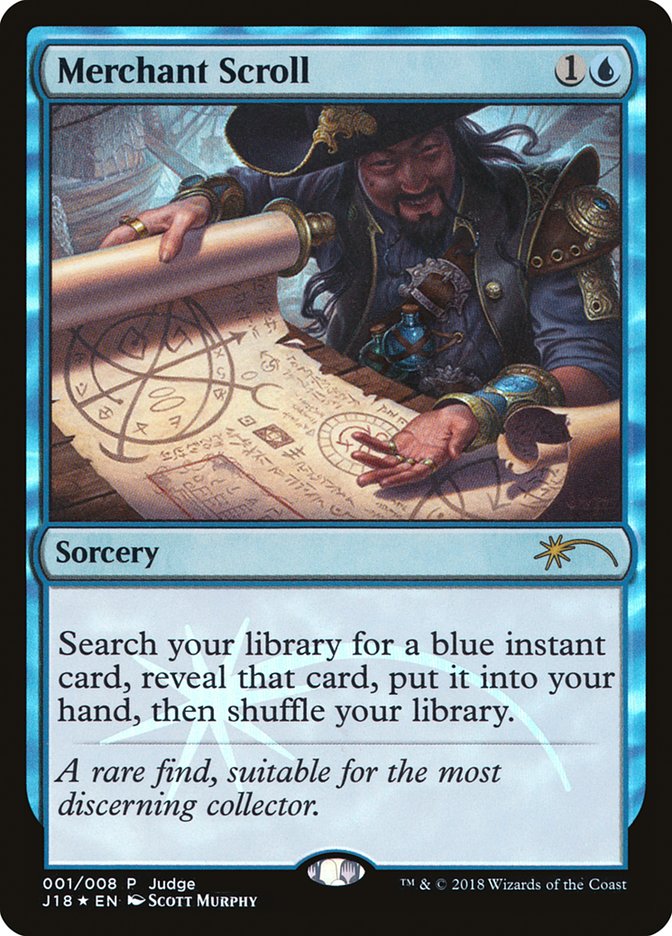 Merchant Scroll
1
Sorcery
Search your library for a blue instant
card, reveal that card, put it into your
hand, then shuffle your library.
A rare find, suitable for the most
discerning collector.
001/008 P Judge
J18 ★ EN Scott Murphy
™ & © 2018 Wizards of the Coast